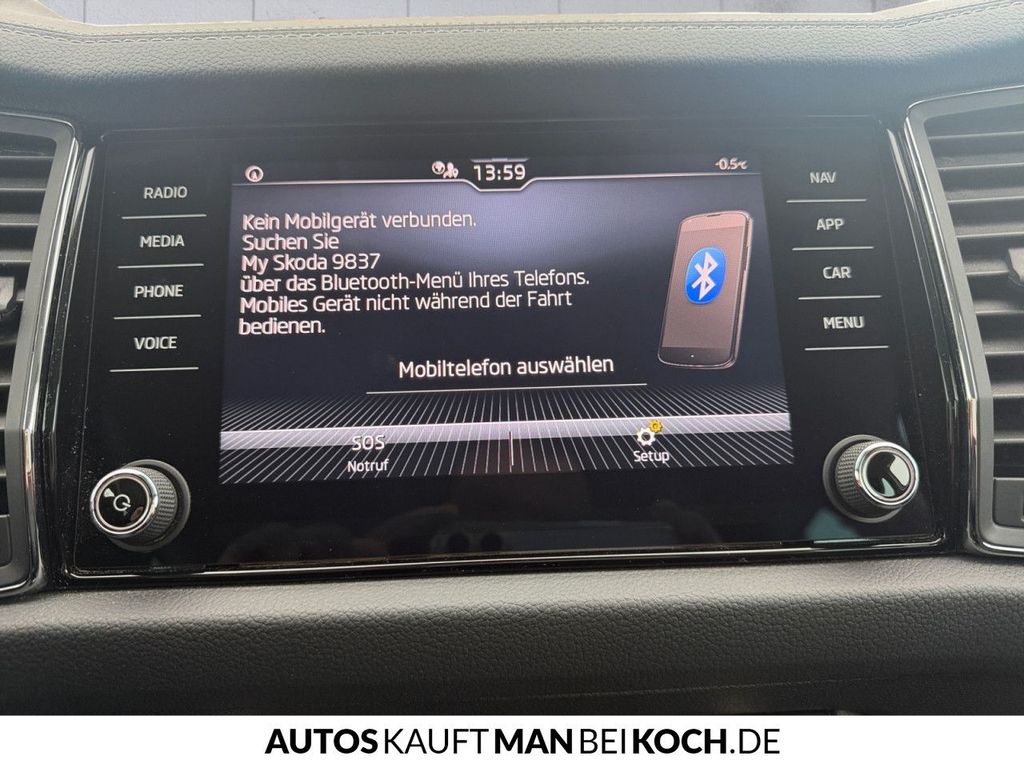 13:59
-0.5°C
RADIO
MEDIA
PHONE
VOICE
Kein Mobilgerät verbunden.
Suchen Sie
My Skoda 9837
über das Bluetooth-Menü Ihres Telefons.
Mobiles Gerät nicht während der Fahrt
bedienen.
Mobiltelefon auswählen
SOS
Notruf
Setup
NAV
APP
CAR
MENU
AUTOSKAUFTMANBEIKOCH.DE